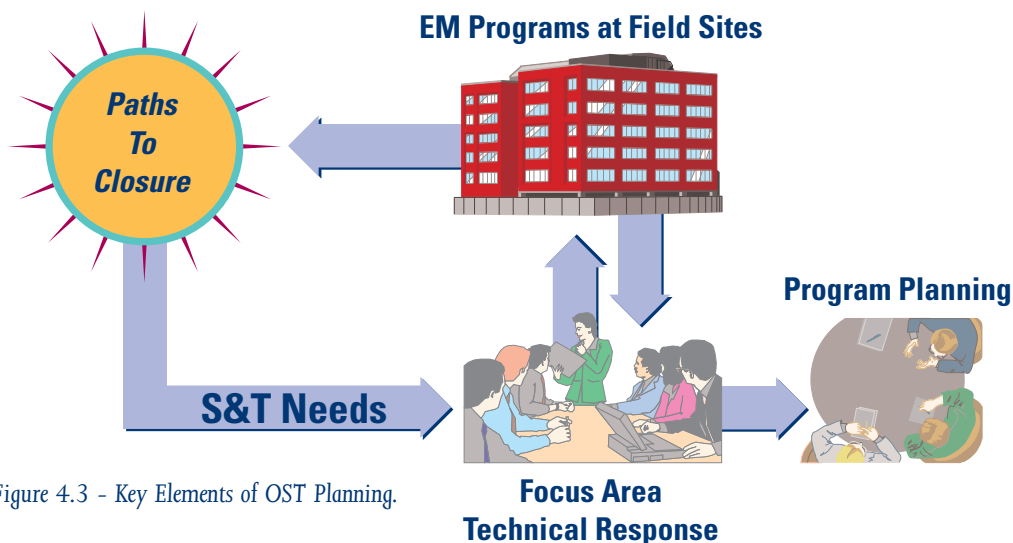 EM Programs at Field Sites
Paths
To
Closure
Program Planning
S&T Needs
Figure 4.3 - Key Elements of OST Planning.
Focus Area
Technical Response